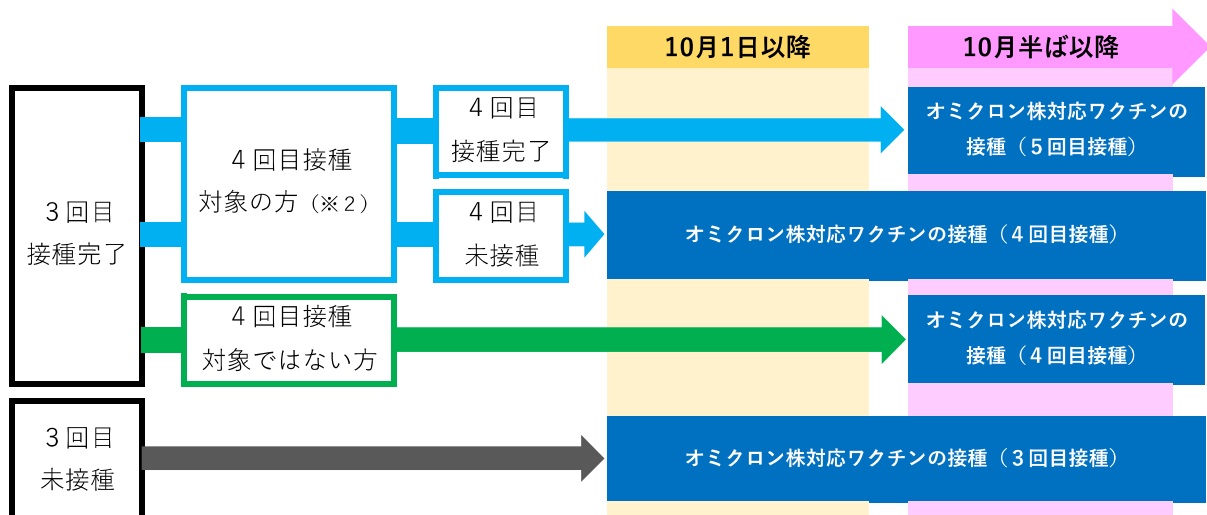 10月1日以降
10月半ば以降
3回目
接種完了
4回目接種
対象の方（※2）
4回目
接種完了
オミクロン株対応ワクチンの
接種（5回目接種）
4回目
未接種
オミクロン株対応ワクチンの接種（4回目接種）
4回目接種
対象ではない方
オミクロン株対応ワクチンの
接種（4回目接種）
3回目
未接種
オミクロン株対応ワクチンの接種（3回目接種）